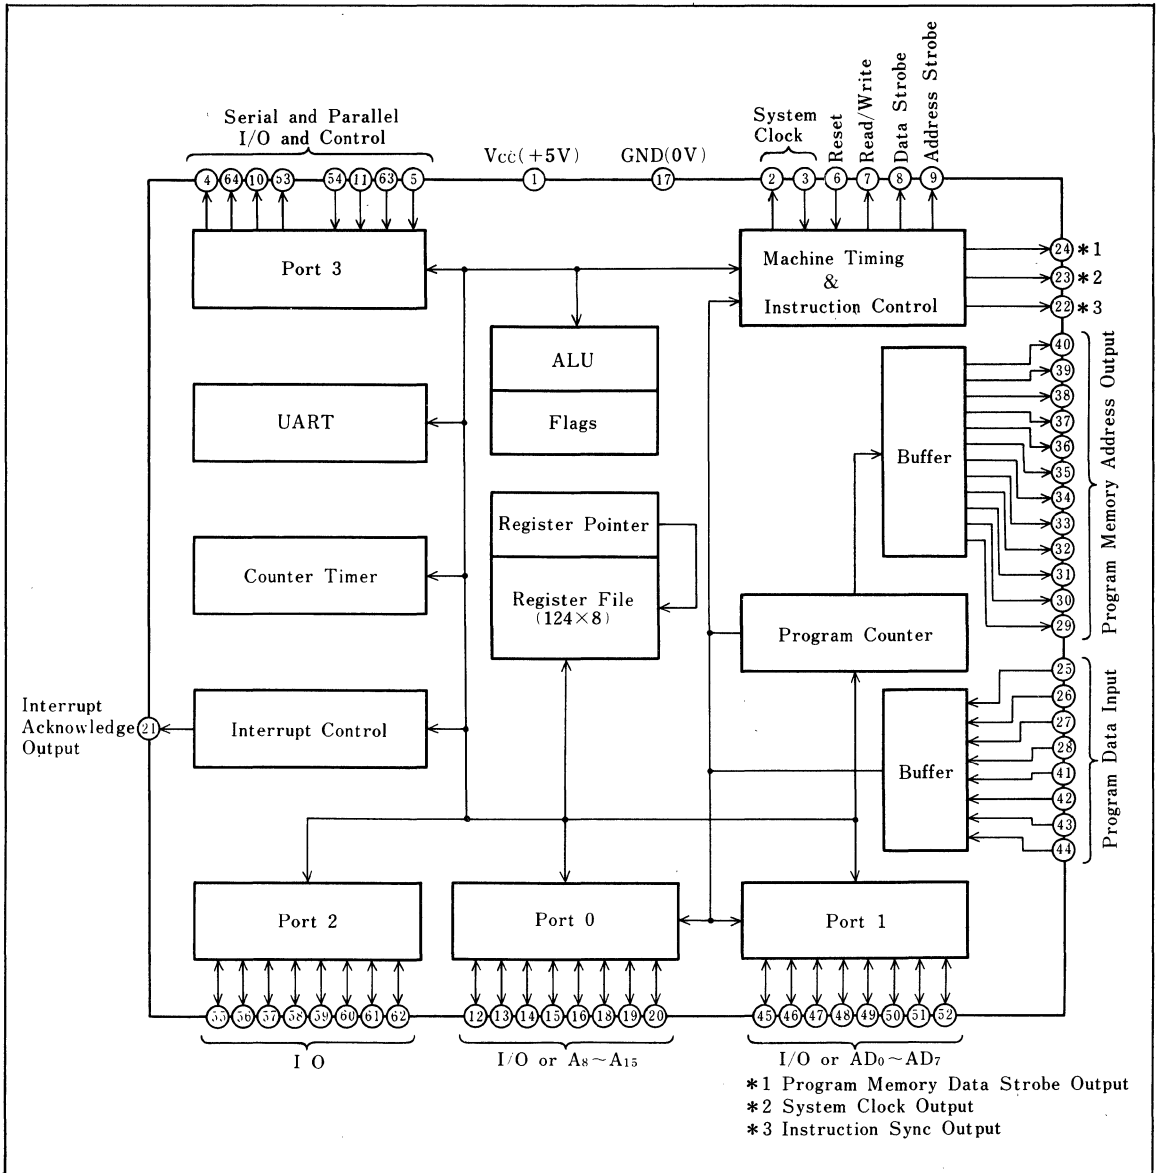 Serial and Parallel
I/O and Control
Vcc(+5V)
GND(0V)
System
Clock
Reset
Read/Write
Data Strobe
Address Strobe
4 64 10 53 54 11 63 5
1
17
2 3 6 7 8 9
Port 3
Machine Timing
&
Instruction Control
24 *1
23 *2
22 *3
ALU
Flags
UART
Buffer
40
39
38
37
36
35
34
33
32
31
30
29
Program Memory Address Output
Register Pointer
Register File
(124×8)
Counter Timer
Program Counter
Interrupt
Acknowledge
Output
21
Interrupt Control
Buffer
25
26
27
28
41
42
43
44
Program Data Input
Port 2
Port 0
Port 1
55 56 57 58 59 60 61 62
12 13 14 15 16 18 19 20
45 46 47 48 49 50 51 52
I O
I/O or A8~A15
I/O or AD0~AD7
*1 Program Memory Data Strobe Output
*2 System Clock Output
*3 Instruction Sync Output